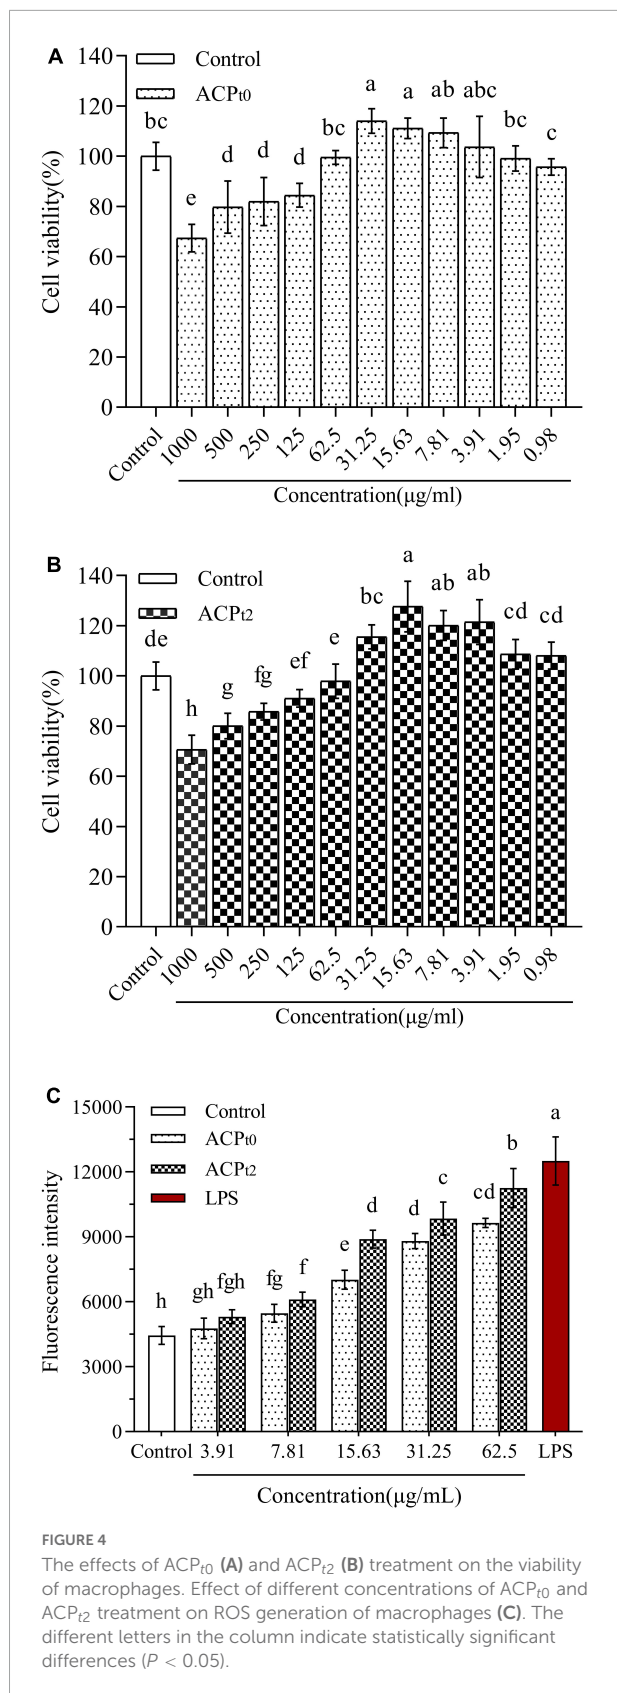 A
Control
ACPt0
Cell viability(%)
140
120
100
80
60
40
20
0
bc
e
d
d
d
bc
a
a
ab
abc
bc
c
Control
1000
500
250
125
62.5
31.25
15.63
7.81
3.91
1.95
0.98
Concentration(μg/ml)
B
Control
ACPt2
Cell viability(%)
140
120
100
80
60
40
20
0
de
h
g
fg
ef
e
bc
a
ab
ab
cd
cd
Control
1000
500
250
125
62.5
31.25
15.63
7.81
3.91
1.95
0.98
Concentration(μg/ml)
C
Control
ACPt0
ACPt2
LPS
Fluorescence intensity
15000
12000
9000
6000
3000
0
h
gh
fgh
fg
f
e
d
d
c
cd
b
a
Control 3.91 7.81 15.63 31.25 62.5 LPS
Concentration(μg/mL)
FIGURE 4
The effects of ACPt0 (A) and ACPt2 (B) treatment on the viability
of macrophages. Effect of different concentrations of ACPt0 and
ACPt2 treatment on ROS generation of macrophages (C). The
different letters in the column indicate statistically significant
differences (P < 0.05).